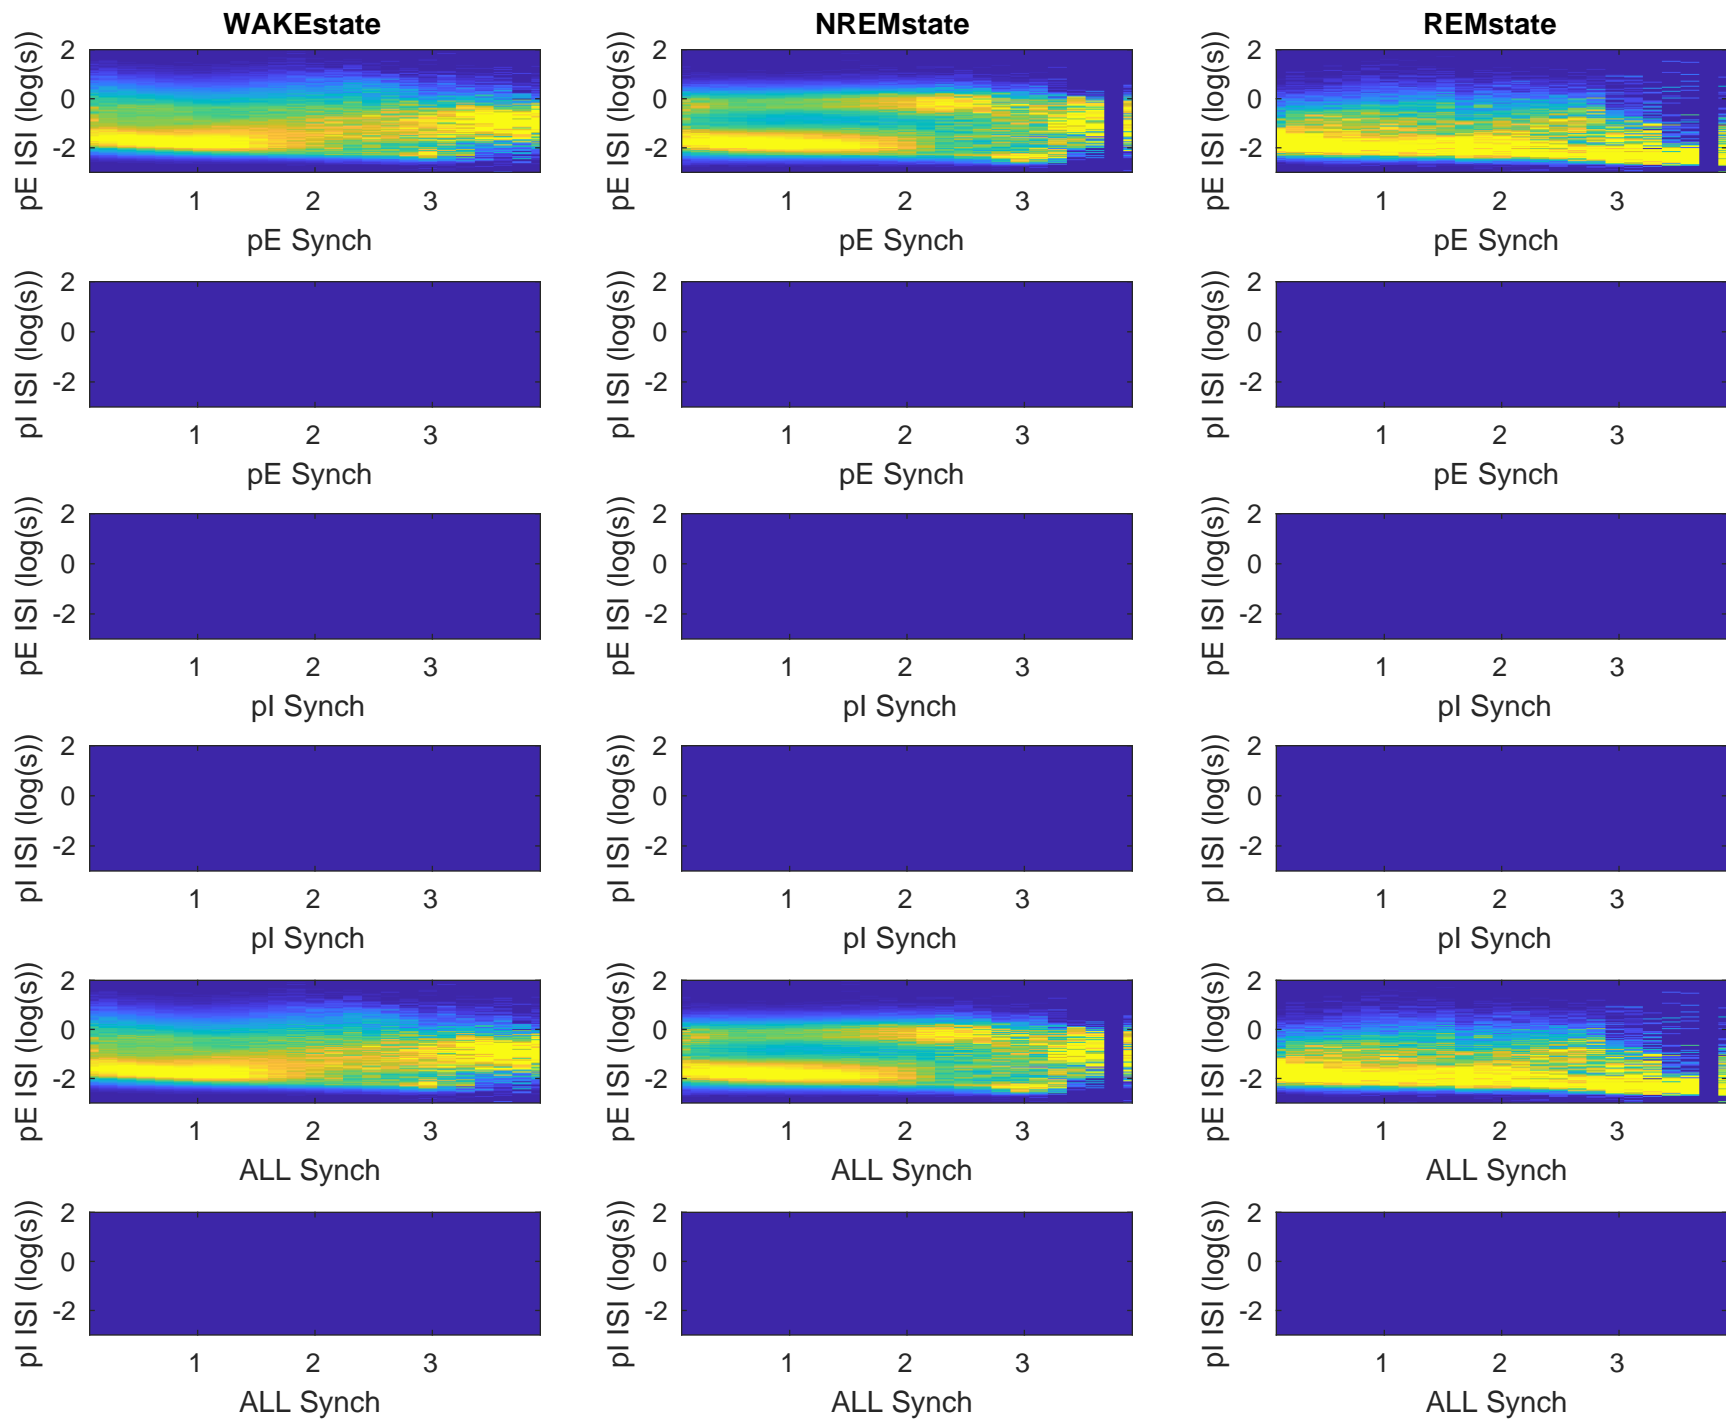 WAKEstate NREMstate REMstate
pE ISI (log(s)) 2 0 -2 pE ISI (log(s)) 2 0 -2 pE ISI (log(s)) 2 0 -2
1 2 3 1 2 3 1 2 3
pE Synch pE Synch pE Synch
pI ISI (log(s)) 2 0 -2 pI ISI (log(s)) 2 0 -2 pI ISI (log(s)) 2 0 -2
1 2 3 1 2 3 1 2 3
pE Synch pE Synch pE Synch
pE ISI (log(s)) 2 0 -2 pE ISI (log(s)) 2 0 -2 pE ISI (log(s)) 2 0 -2
1 2 3 1 2 3 1 2 3
pI Synch pI Synch pI Synch
pI ISI (log(s)) 2 0 -2 pI ISI (log(s)) 2 0 -2 pI ISI (log(s)) 2 0 -2
1 2 3 1 2 3 1 2 3
pI Synch pI Synch pI Synch
pE ISI (log(s)) 2 0 -2 pE ISI (log(s)) 2 0 -2 pE ISI (log(s)) 2 0 -2
1 2 3 1 2 3 1 2 3
ALL Synch ALL Synch ALL Synch
pI ISI (log(s)) 2 0 -2 pI ISI (log(s)) 2 0 -2 pI ISI (log(s)) 2 0 -2
1 2 3 1 2 3 1 2 3
ALL Synch ALL Synch ALL Synch